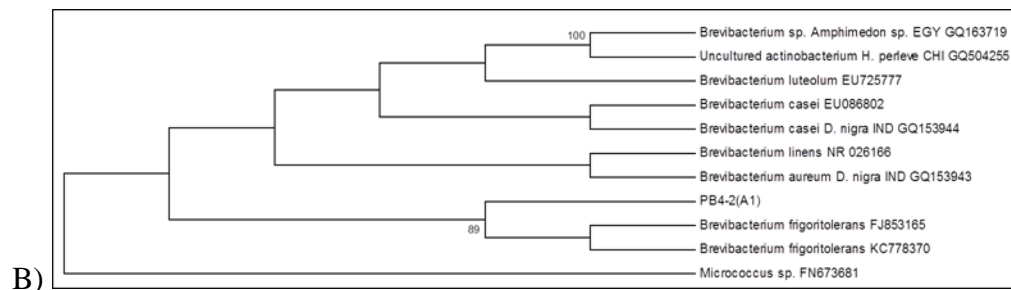 100
Brevibacterium sp. Amphimedon sp. EGY GQ163719
Uncultured actinobacterium H. perleve CHI GQ504255
Brevibacterium luteolum EU725777
Brevibacterium casei EU086802
Brevibacterium casei D. nigra IND GQ153944
Brevibacterium linens NR 026166
Brevibacterium aureum D. nigra IND GQ153943
PB4-2(A1)
89
Brevibacterium frigoritolerans FJ853165
Brevibacterium frigoritolerans KC778370
Micrococcus sp. FN673681
B)